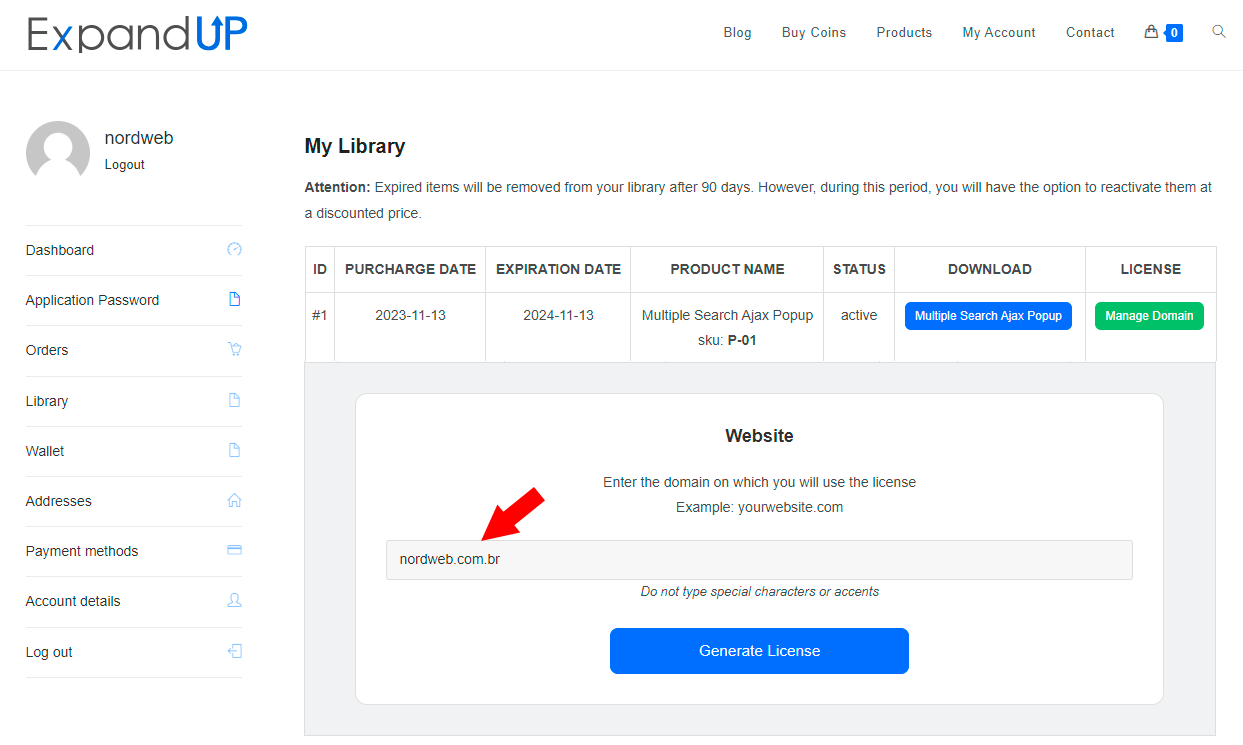 ExpandUP
Blog
Buy Coins
Products
My Account
Contact
0
nordweb
Logout
Dashboard
Application Password
Orders
Library
Wallet
Addresses
Payment methods
Account details
Log out
My Library
Attention: Expired items will be removed from your library after 90 days. However, during this period, you will have the option to reactivate them at
a discounted price.
ID PURCHARGE DATE EXPIRATION DATE PRODUCT NAME STATUS DOWNLOAD LICENSE
#1 2023-11-13 2024-11-13 Multiple Search Ajax Popup active Multiple Search Ajax Popup Manage Domain
sku: P-01
Website
Enter the domain on which you will use the license
Example: yourwebsite.com
nordweb.com.br
Do not type special characters or accents
Generate License